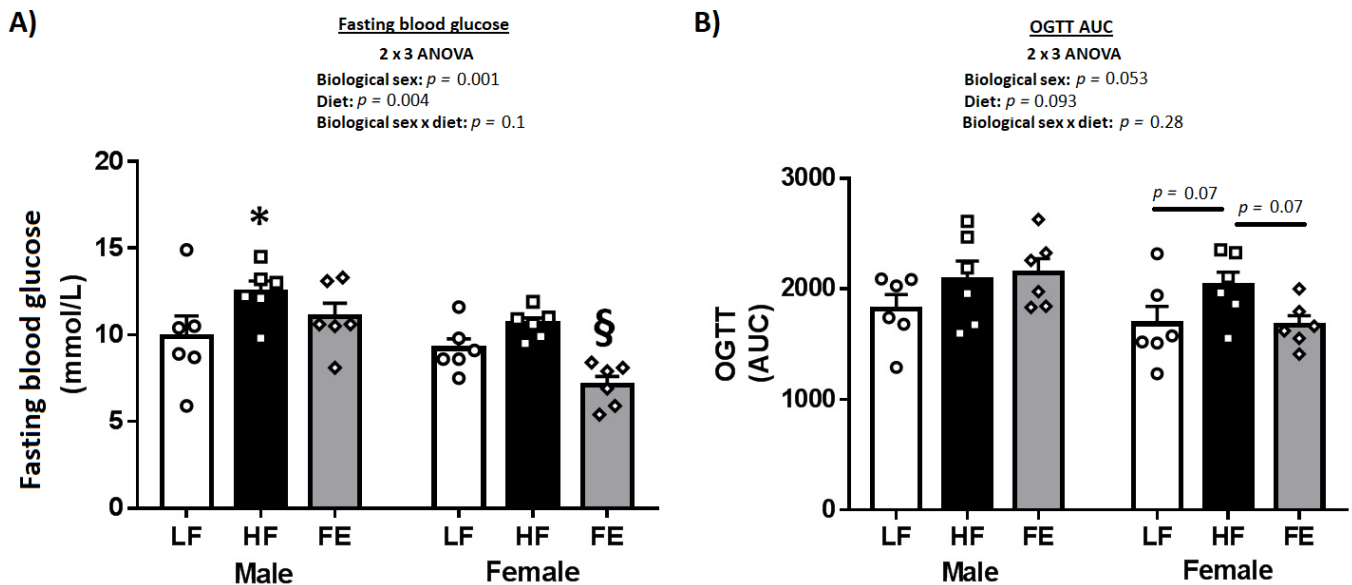 A)
Fasting blood glucose
2 x 3 ANOVA
Biological sex: p = 0.001
Diet: p = 0.004
Biological sex x diet: p = 0.1
Fasting blood glucose
(mmol/L)
20
15
10
5
0
*
§
LF HF FE LF HF FE
Male Female
B)
OGTT AUC
2 x 3 ANOVA
Biological sex: p = 0.053
Diet: p = 0.093
Biological sex x diet: p = 0.28
OGTT
(AUC)
3000
2000
1000
0
p = 0.07
p = 0.07
LF HF FE LF HF FE
Male Female